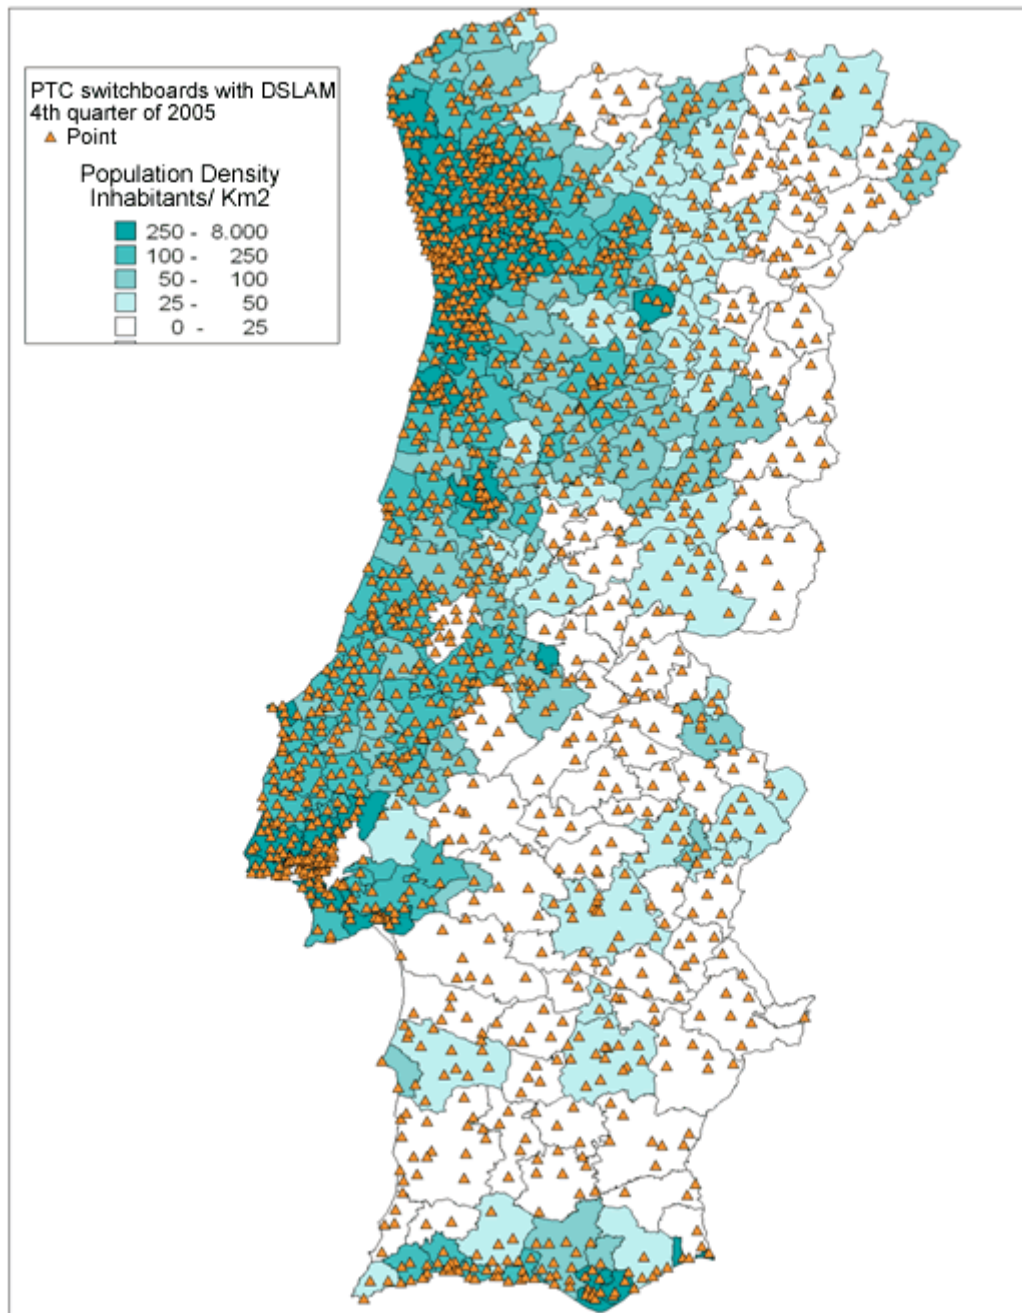 PTC switchboards with DSLAM
4th quarter of 2005
Point
Population Density
Inhabitants/ Km2
250 - 8.000
100 - 250
50 - 100
25 - 50
0 - 25